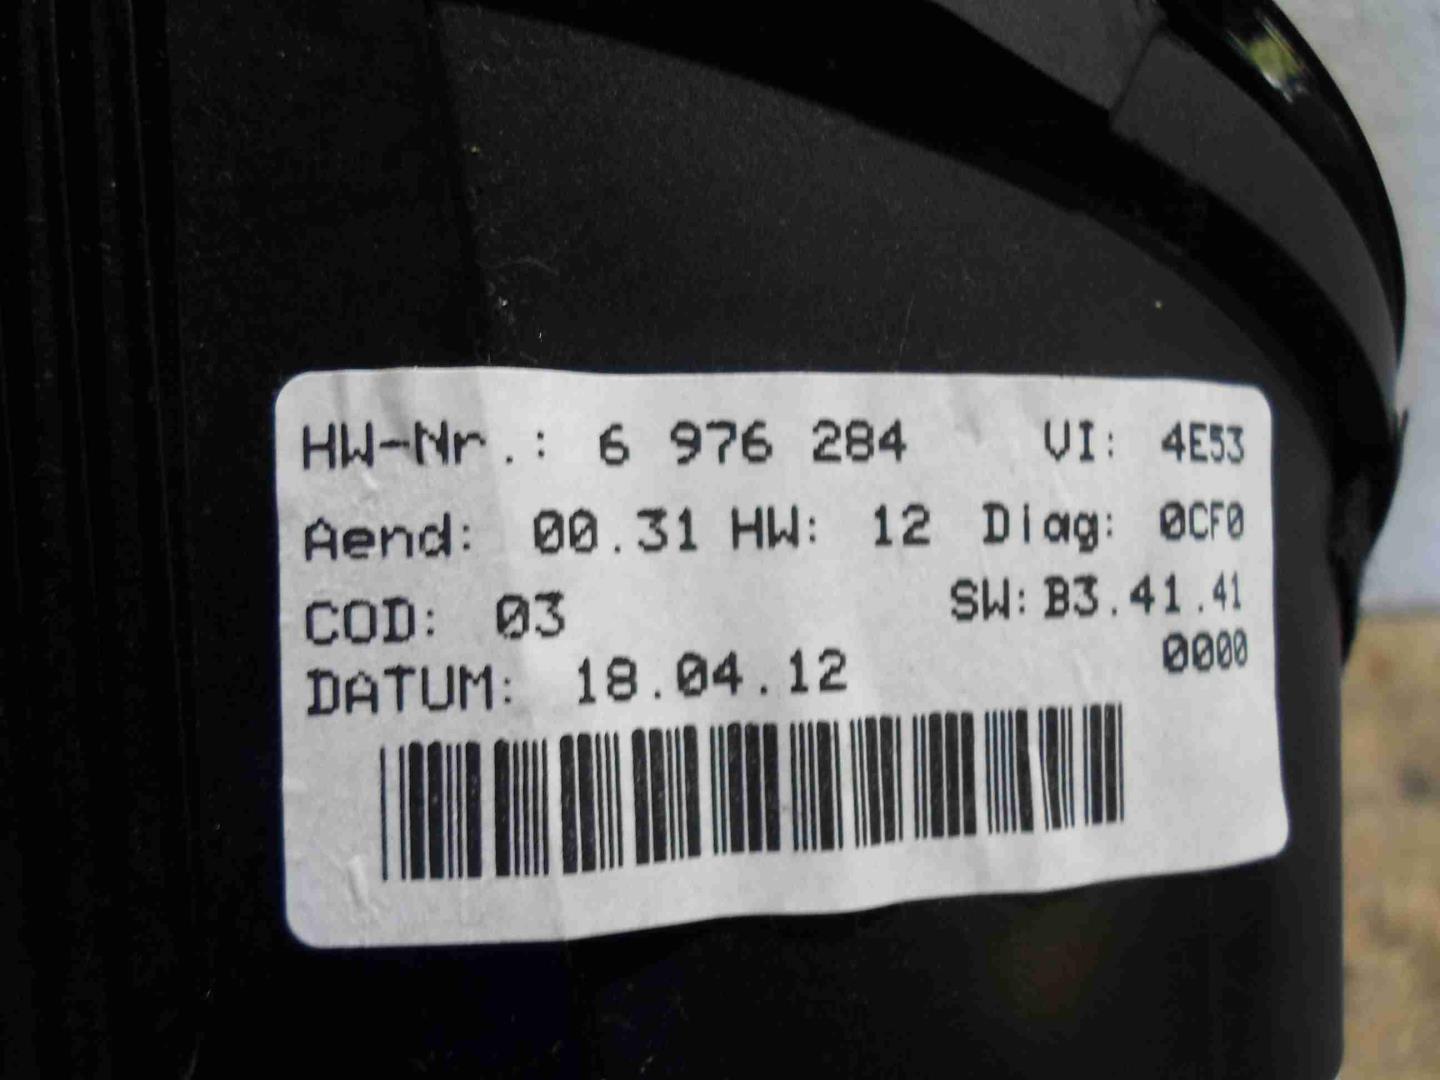 HW-Nr.: 6 976 284 VI: 4E53
Aend: 00.31 HW: 12 Diag: 0CF0
COD: 03 SW: B3.41.41
0000
DATUM: 18.04.12